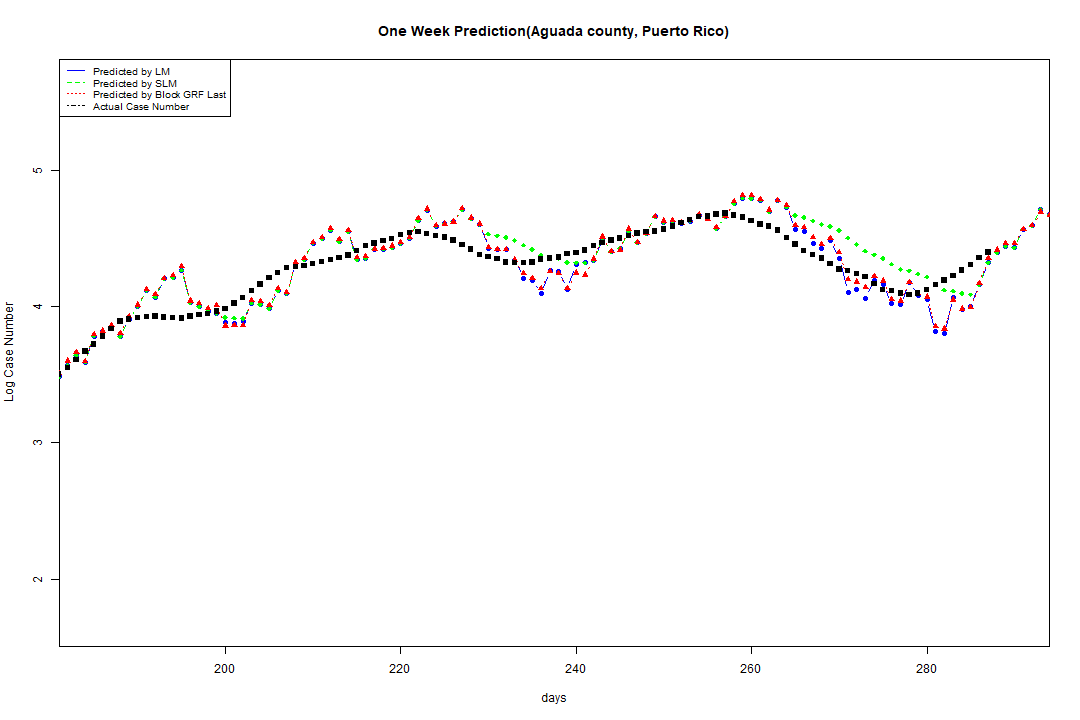 One Week Prediction(Aguada county, Puerto Rico)
Predicted by LM
Predicted by SLM
Predicted by Block GRF Last
Actual Case Number
5
4
3
2
Log Case Number
200
220
240
260
280
days